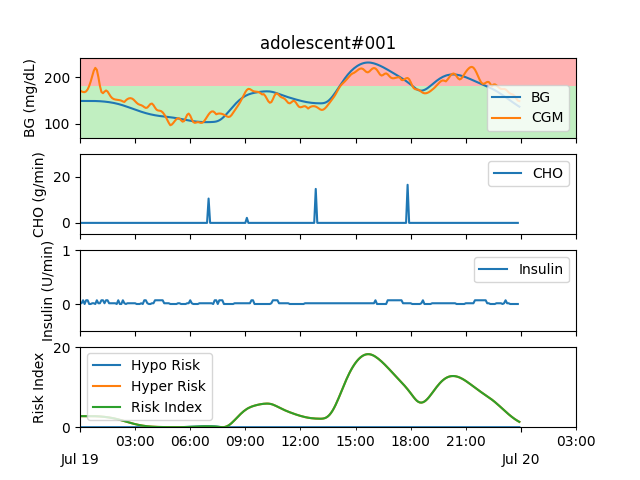 adolescent#001
BG (mg/dL)
200
100
BG
CGM
CHO (g/min)
20
0
CHO
Insulin (U/min)
1
0
Insulin
Risk Index
20
0
Hypo Risk
Hyper Risk
Risk Index
03:00 06:00 09:00 12:00 15:00 18:00 21:00 03:00
Jul 19 Jul 20